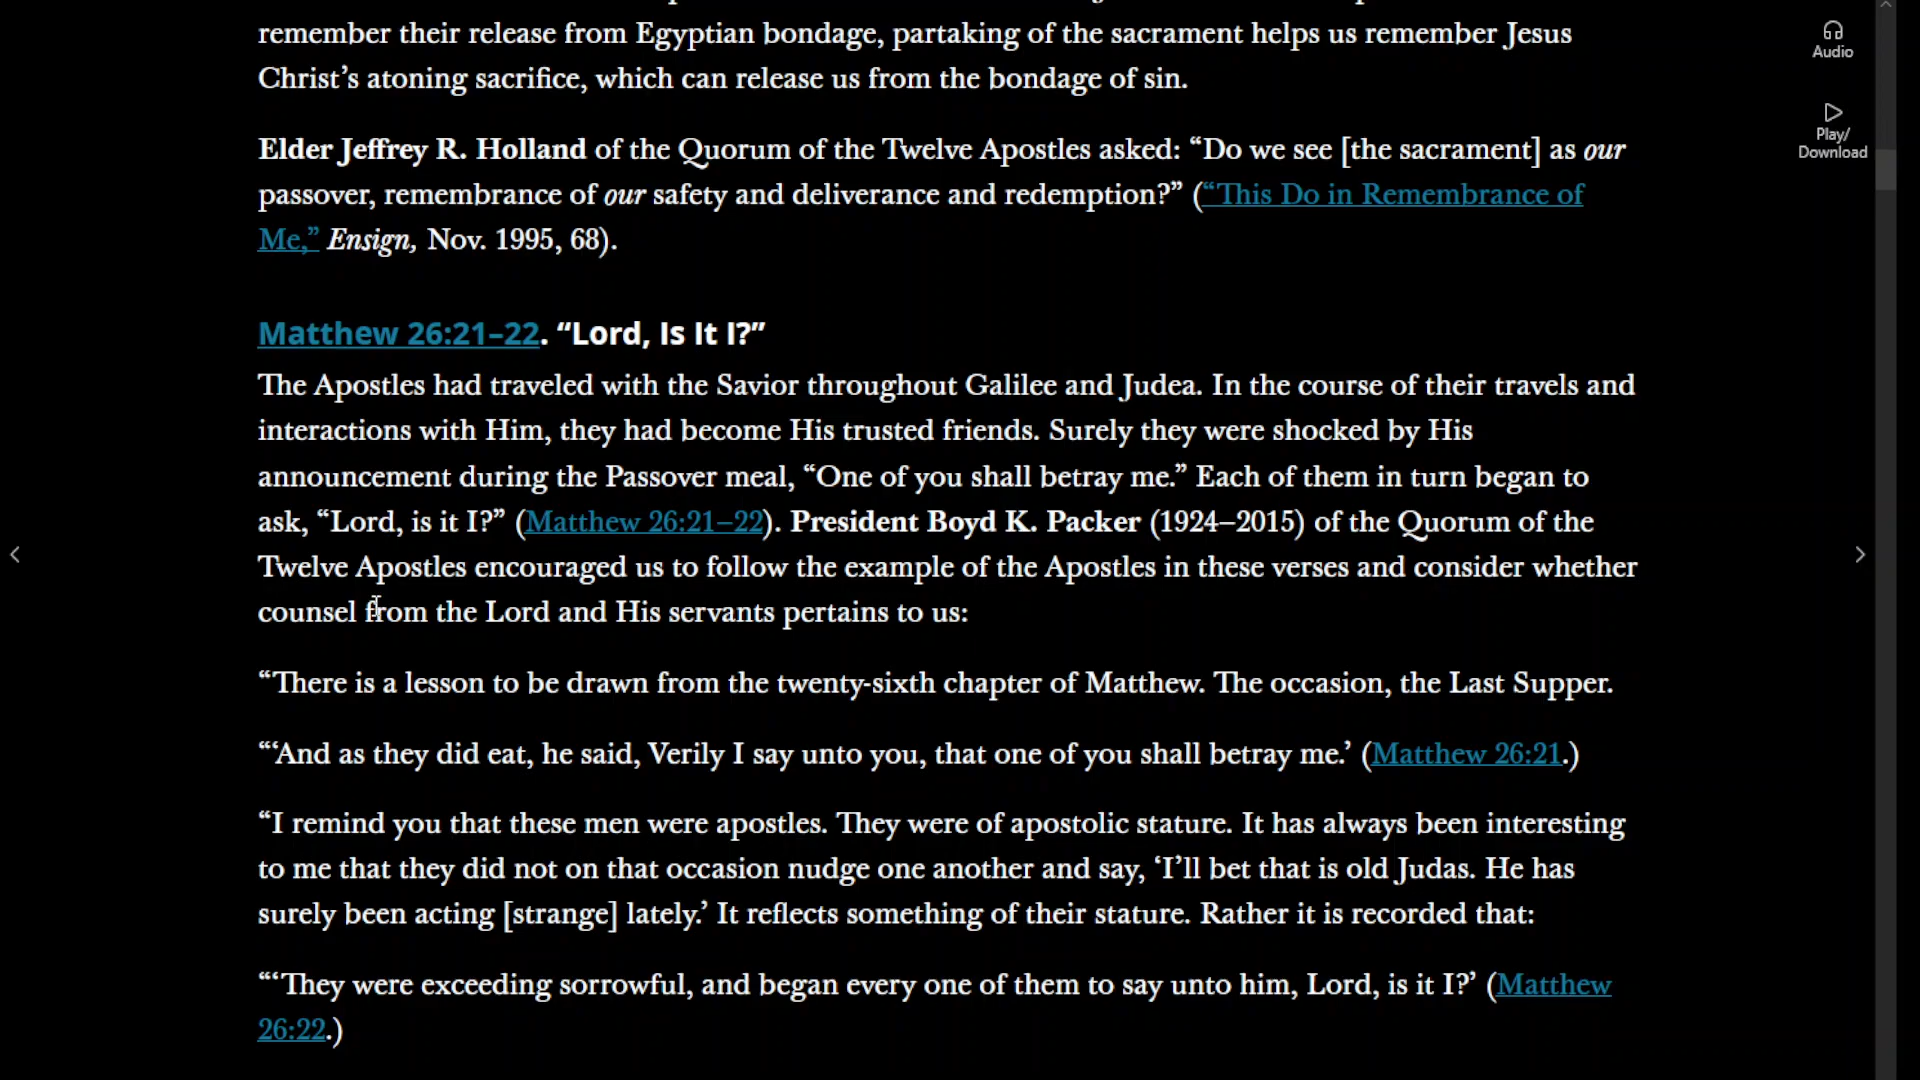 remember their release from Egyptian bondage, partaking of the sacrament helps us remember Jesus
Christ’s atoning sacrifice, which can release us from the bondage of sin.
Elder Jeffrey R. Holland of the Quorum of the Twelve Apostles asked: “Do we see [the sacrament] as our
passover, remembrance of our safety and deliverance and redemption?” (“This Do in Remembrance of
Me,” Ensign, Nov. 1995, 68).
Matthew 26:21–22. “Lord, Is It I?”
The Apostles had traveled with the Savior throughout Galilee and Judea. In the course of their travels and
interactions with Him, they had become His trusted friends. Surely they were shocked by His
announcement during the Passover meal, “One of you shall betray me.” Each of them in turn began to
ask, “Lord, is it I?” (Matthew 26:21–22). President Boyd K. Packer (1924–2015) of the Quorum of the
Twelve Apostles encouraged us to follow the example of the Apostles in these verses and consider whether
counsel from the Lord and His servants pertains to us:
“There is a lesson to be drawn from the twenty-sixth chapter of Matthew. The occasion, the Last Supper.
“‘And as they did eat, he said, Verily I say unto you, that one of you shall betray me.’ (Matthew 26:21.)
“I remind you that these men were apostles. They were of apostolic stature. It has always been interesting
to me that they did not on that occasion nudge one another and say, ‘I’ll bet that is old Judas. He has
surely been acting [strange] lately.’ It reflects something of their stature. Rather it is recorded that:
“‘They were exceeding sorrowful, and began every one of them to say unto him, Lord, is it I?’ (Matthew
26:22.)
Audio
Play/
Download